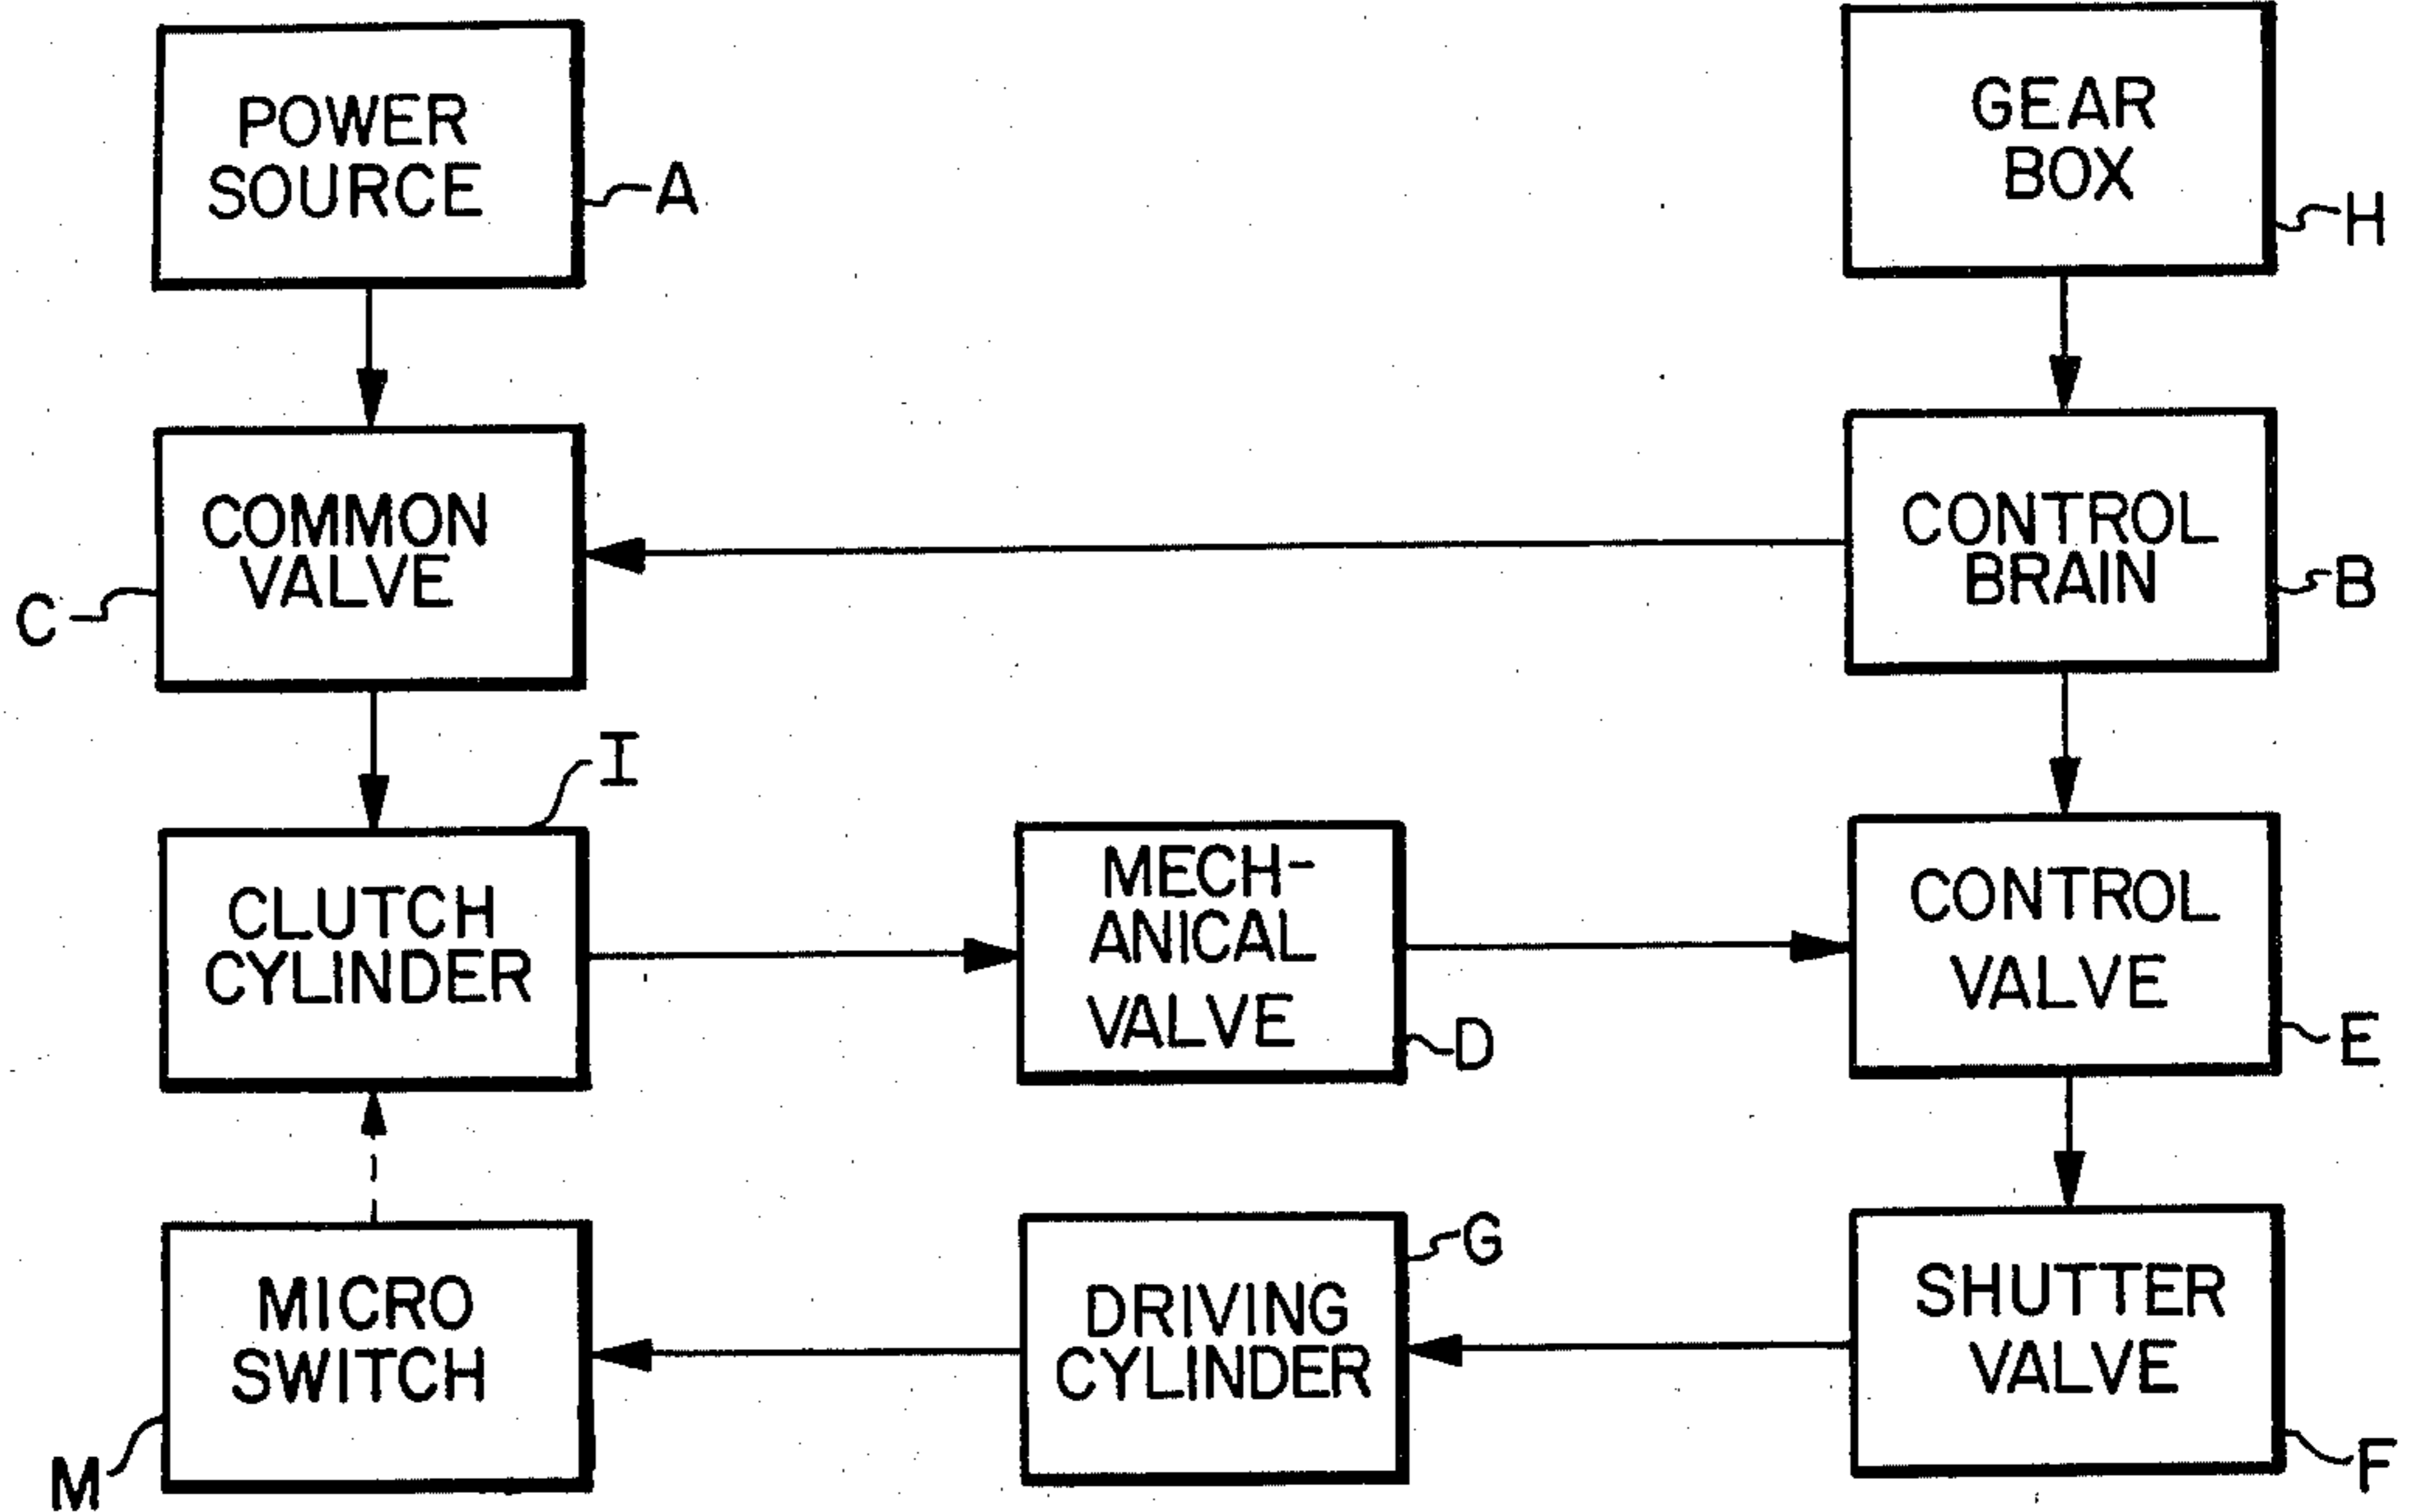 POWER
SOURCE
A
GEAR
BOX
H
COMMON
VALVE
C
CONTROL
BRAIN
B
I
CLUTCH
CYLINDER
MECH-
ANICAL
VALVE
D
CONTROL
VALVE
E
MICRO
SWITCH
M
DRIVING
CYLINDER
G
SHUTTER
VALVE
F